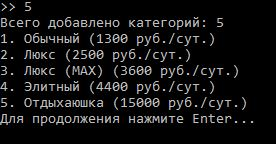 >> 5
Всего добавлено категорий: 5
1. Обычный (1300 руб./сут.)
2. Люкс (2500 руб./сут.)
3. Люкс (MAX) (3600 руб./сут.)
4. Элитный (4400 руб./сут.)
5. Отдыхаюшка (15000 руб./сут.)
Для продолжения нажмите Enter...